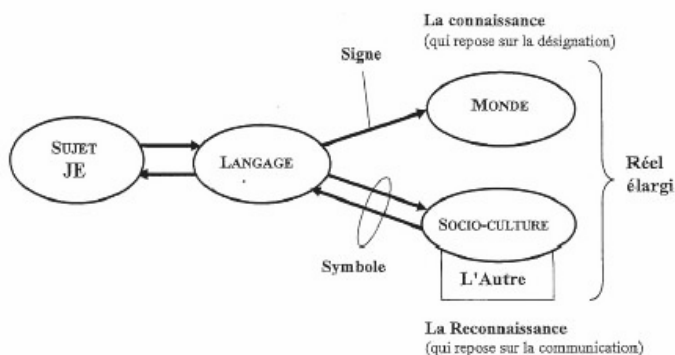 La connaissance
(qui repose sur la désignation)
Signe
MONDE
SUJET
JE
LANGAGE
Réel
élargi
SOCIO-CULTURE
Symbole
L'Autre
La Reconnaissance
(qui repose sur la communication)